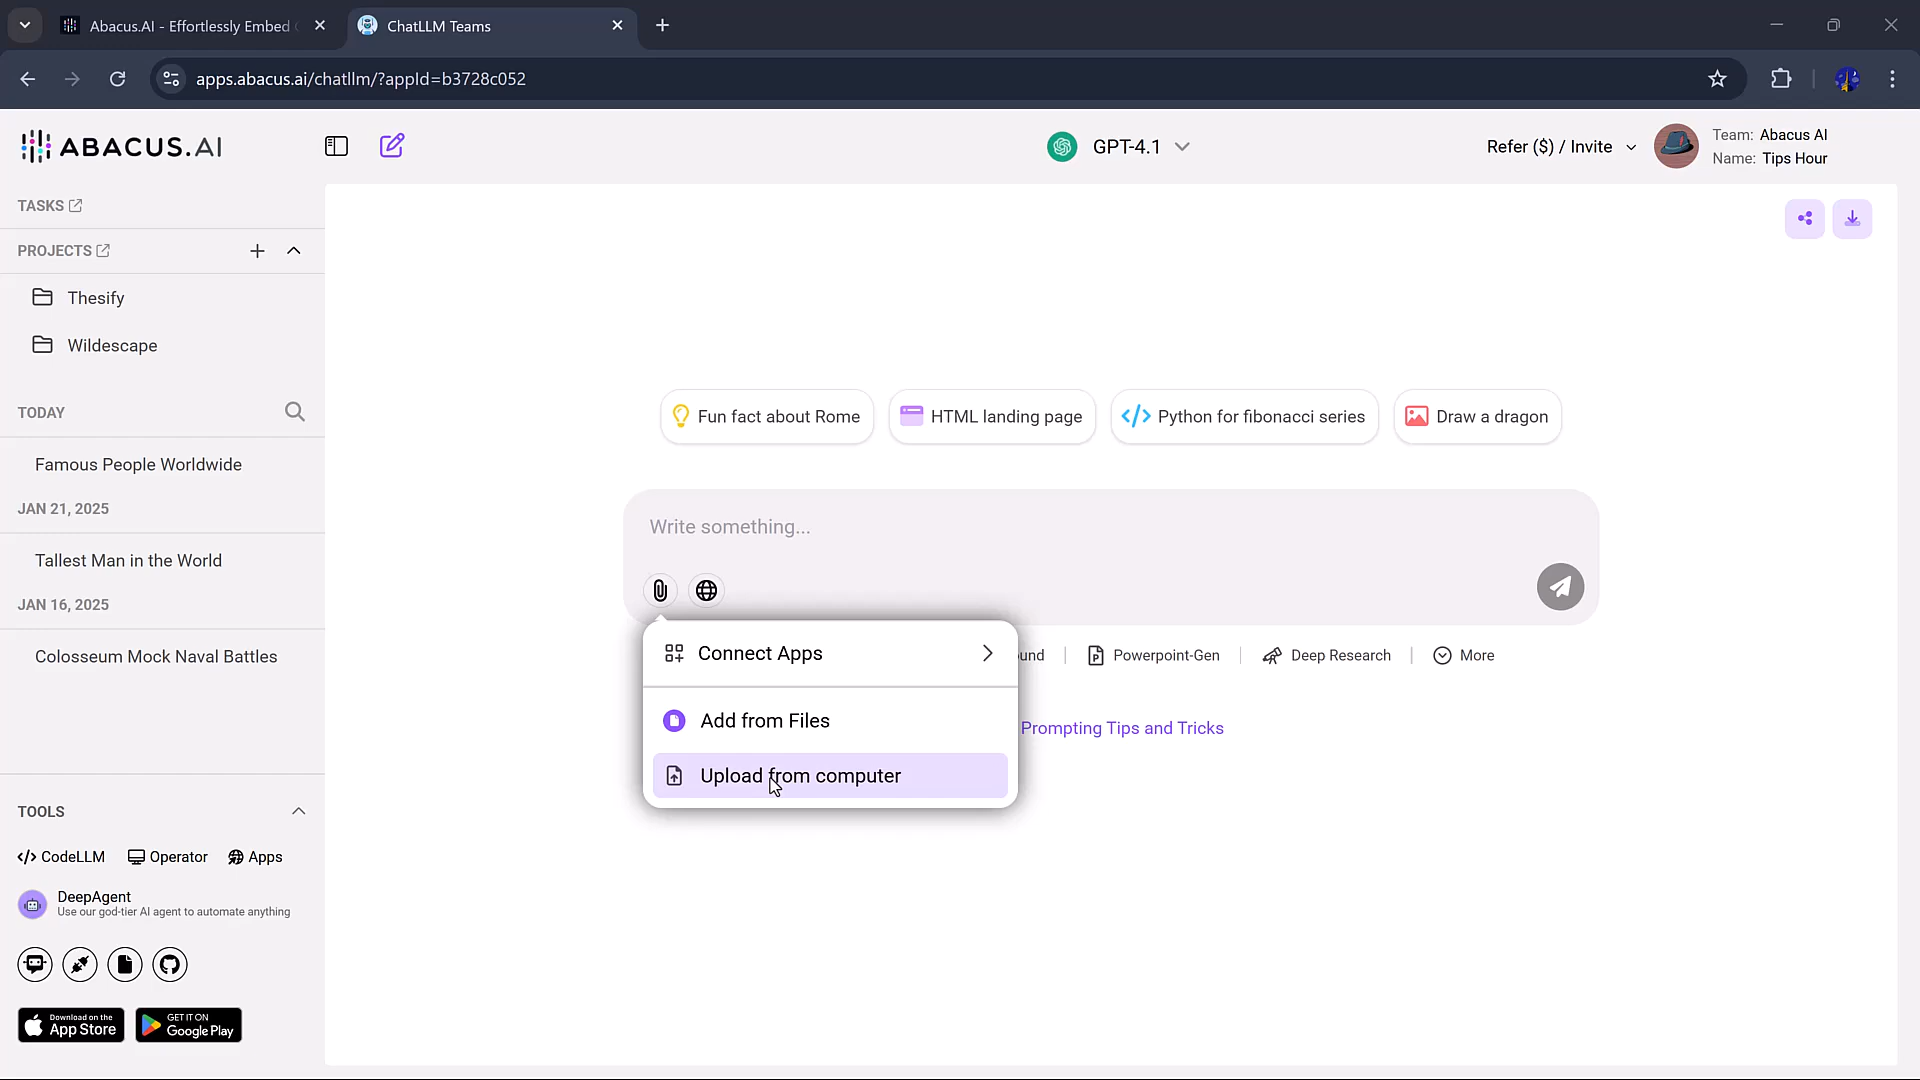 Abacus.AI - Effortlessly Embed
ChatLLM Teams
apps.abacus.ai/chatllm/?appId=b3728c052
ABACUS.AI
GPT-4.1
Refer ($) / Invite
Team: Abacus AI
Name: Tips Hour
TASKS
PROJECTS
Thesify
Wildescape
TODAY
Famous People Worldwide
JAN 21, 2025
Tallest Man in the World
JAN 16, 2025
Colosseum Mock Naval Battles
Fun fact about Rome
HTML landing page
Python for fibonacci series
Draw a dragon
Write something...
Connect Apps
Add from Files
Upload from computer
Powerpoint-Gen
Deep Research
More
Prompting Tips and Tricks
TOOLS
CodeLLM
Operator
Apps
DeepAgent
Use our god-tier AI agent to automate anything
Download on the
App Store
GET IT ON
Google Play